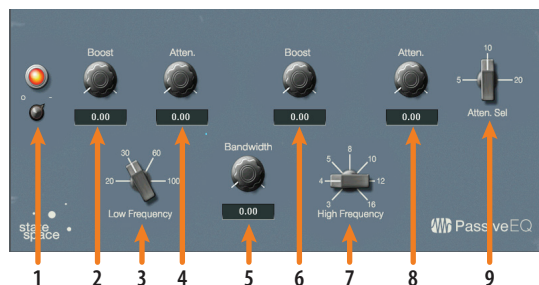 Boost
Atten.
Boost
Atten.
10
5
20
Atten. Sel
O
-
0.00
0.00
0.00
0.00
30
60
20
100
Low Frequency
Bandwidth
0.00
8
5
10
4
12
3
16
High Frequency
state
space
PassiveEQ
1
2
3
4
5
6
7
8
9